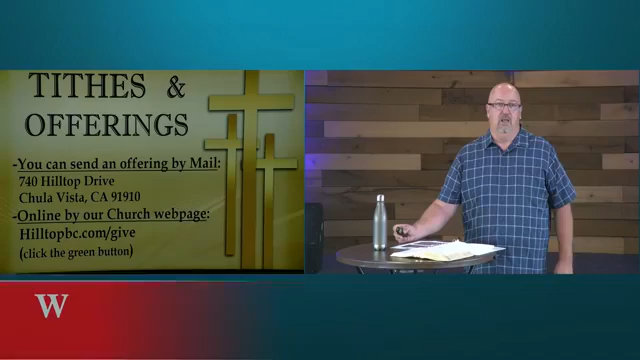 TITHES &
OFFERINGS
-You can send an offering by Mail:
740 Hilltop Drive
Chula Vista, CA 91910
-Online by our Church webpage:
Hilltopbc.com/give
(click the green button)
W